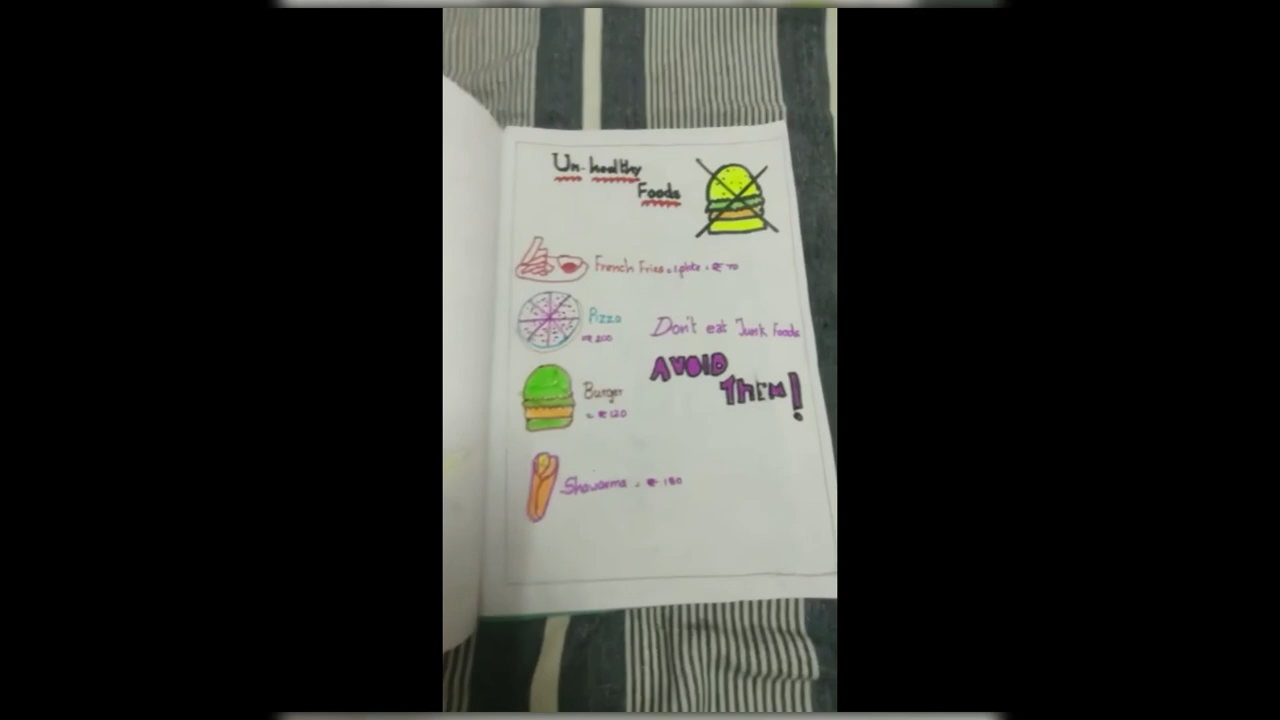 Un-healthy
Foods
French Fries = 1 plate = ₹ 70
Pizza
= ₹ 200
Don't eat Junk Foods
AVOID
THEM!
Burger
= ₹ 120
Shawarma = ₹ 180